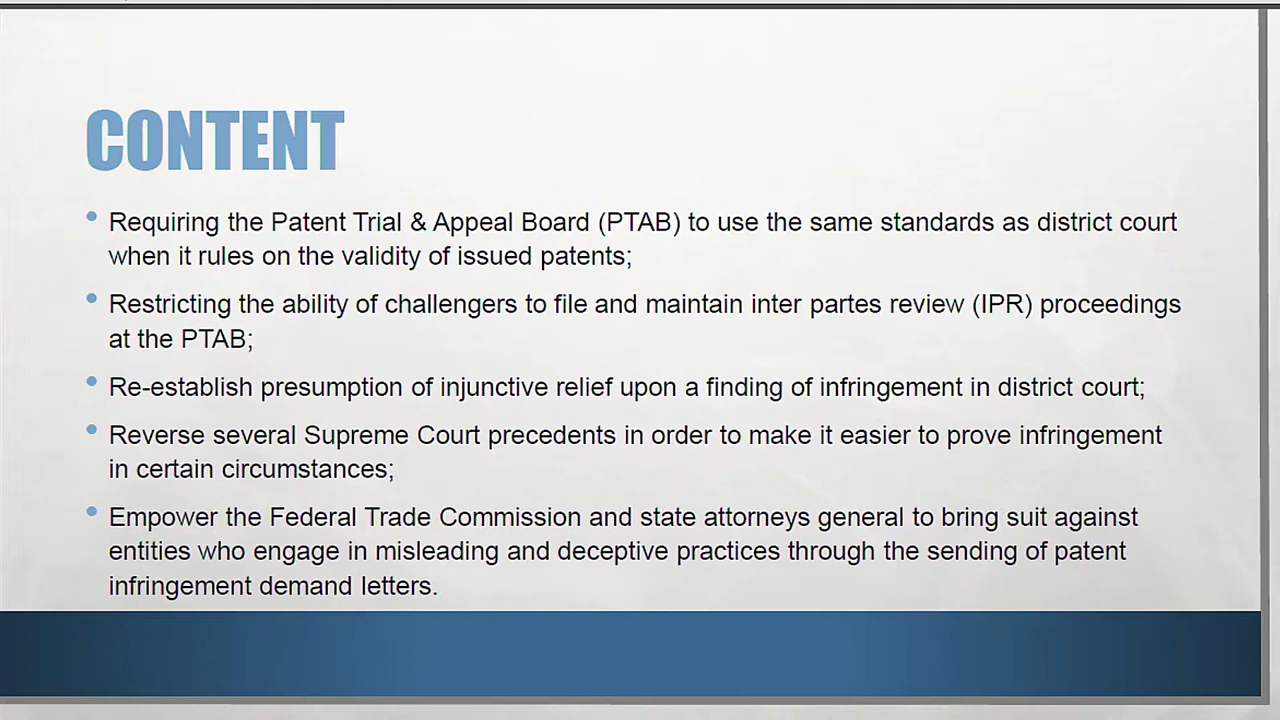 CONTENT
• Requiring the Patent Trial & Appeal Board (PTAB) to use the same standards as district court
when it rules on the validity of issued patents;
• Restricting the ability of challengers to file and maintain inter partes review (IPR) proceedings
at the PTAB;
• Re-establish presumption of injunctive relief upon a finding of infringement in district court;
• Reverse several Supreme Court precedents in order to make it easier to prove infringement
in certain circumstances;
• Empower the Federal Trade Commission and state attorneys general to bring suit against
entities who engage in misleading and deceptive practices through the sending of patent
infringement demand letters.